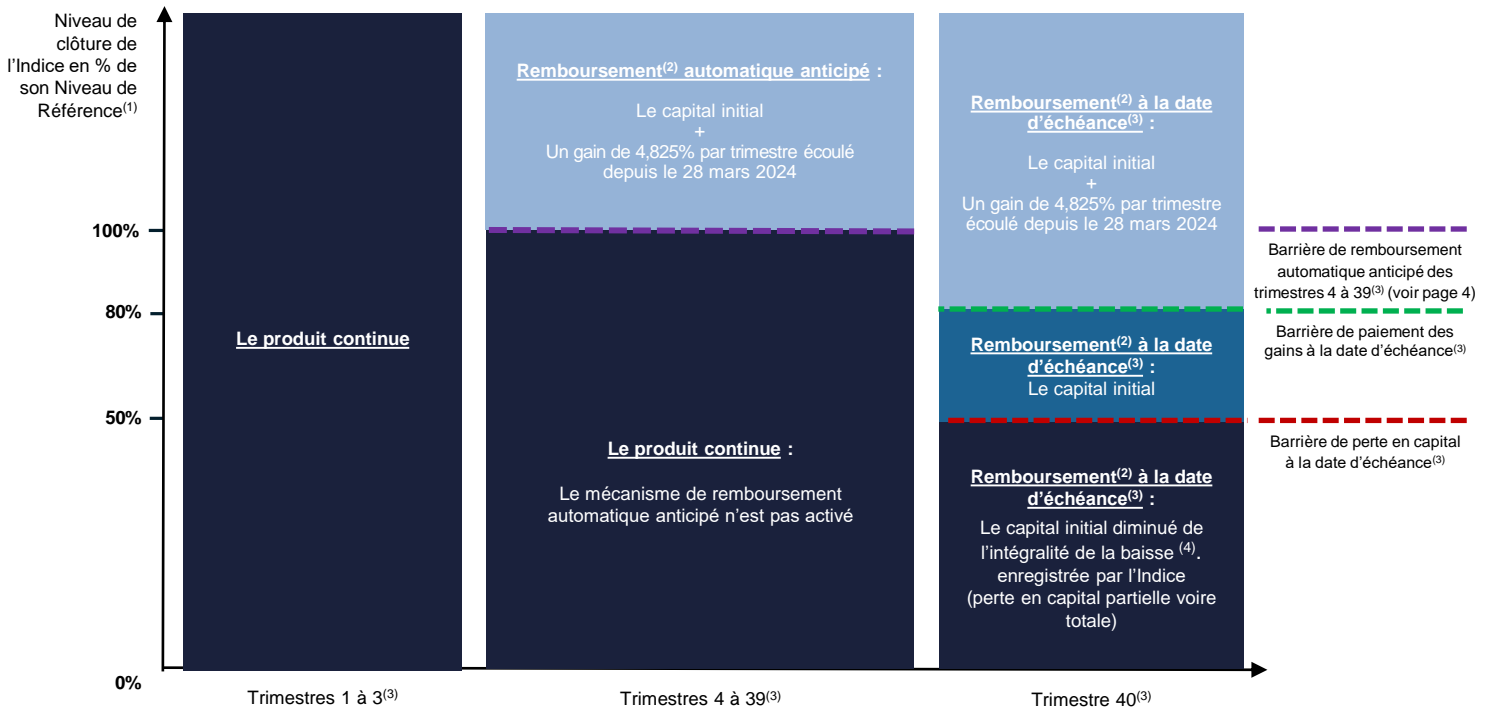 Niveau de
clôture de
l'Indice en % de
son Niveau de
Référence(1)
100%
80%
50%
0%
Le produit continue
Remboursement(2) automatique anticipé :
Le capital initial
+
Un gain de 4,825% par trimestre écoulé
depuis le 28 mars 2024
Le produit continue :
Le mécanisme de remboursement
automatique anticipé n'est pas activé
Remboursement(2) à la date
d'échéance(3) :
Le capital initial
+
Un gain de 4,825% par trimestre
écoulé depuis le 28 mars 2024
Remboursement(2) à la date
d'échéance(3) :
Le capital initial
Remboursement(2) à la date
d'échéance(3) :
Le capital initial diminué de
l'intégralité de la baisse (4).
enregistrée par l'Indice
(perte en capital partielle voire
totale)
Barrière de remboursement
automatique anticipé des
trimestres 4 à 39(3) (voir page 4)
Barrière de paiement des
gains à la date d'échéance(3)
Barrière de perte en capital
à la date d'échéance(3)
Trimestres 1 à 3(3)
Trimestres 4 à 39(3)
Trimestre 40(3)